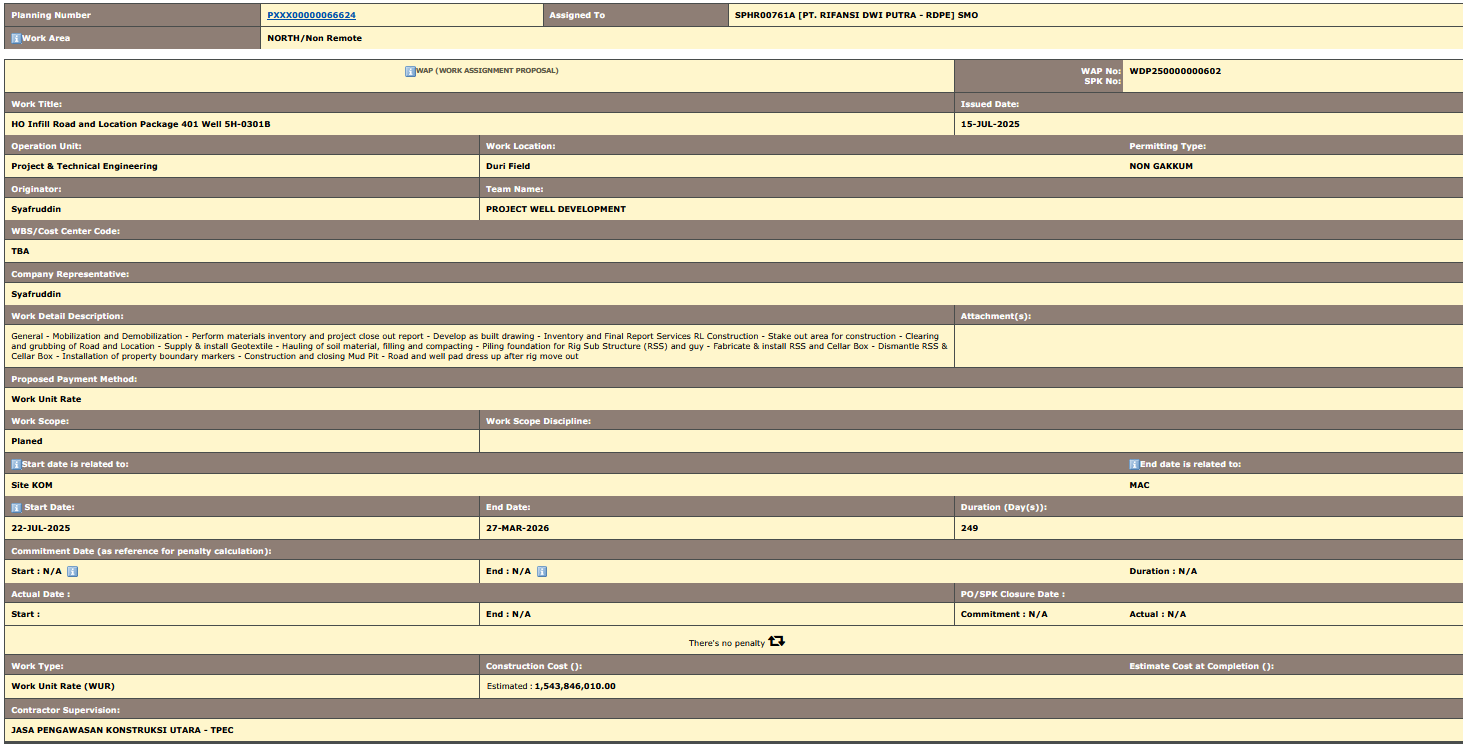 Planning Number PXXX00000066624 Assigned To SPHR00761A [PT. RIFANSI DWI PUTRA - RDPE] SMO
Work Area NORTH/Non Remote
WAP (WORK ASSIGNMENT PROPOSAL) WAP No: WDP250000000602
SPK No:
Work Title: Issued Date:
HO Infill Road and Location Package 401 Well 5H-0301B 15-JUL-2025
Operation Unit: Work Location: Permitting Type:
Project & Technical Engineering Duri Field NON GAKKUM
Originator: Team Name:
Syafruddin PROJECT WELL DEVELOPMENT
WBS/Cost Center Code:
TBA
Company Representative:
Syafruddin
Work Detail Description: Attachment(s):
General - Mobilization and Demobilization - Perform materials inventory and project close out report - Develop as built drawing - Inventory and Final Report Services RL Construction - Stake out area for construction - Clearing
and grubbing of Road and Location - Supply & install Geotextile - Hauling of soil material, filling and compacting - Piling foundation for Rig Sub Structure (RSS) and guy - Fabricate & install RSS and Cellar Box - Dismantle RSS &
Cellar Box - Installation of property boundary markers - Construction and closing Mud Pit - Road and well pad dress up after rig move out
Proposed Payment Method:
Work Unit Rate
Work Scope: Work Scope Discipline:
Planed
Start date is related to: End date is related to:
Site KOM MAC
Start Date: End Date: Duration (Day(s)):
22-JUL-2025 27-MAR-2026 249
Commitment Date (as reference for penalty calculation):
Start : N/A End : N/A Duration : N/A
Actual Date : PO/SPK Closure Date :
Start : End : N/A Commitment : N/A Actual : N/A
There's no penalty
Work Type: Construction Cost (): Estimate Cost at Completion ():
Work Unit Rate (WUR) Estimated : 1,543,846,010.00
Contractor Supervision:
JASA PENGAWASAN KONSTRUKSI UTARA - TPEC